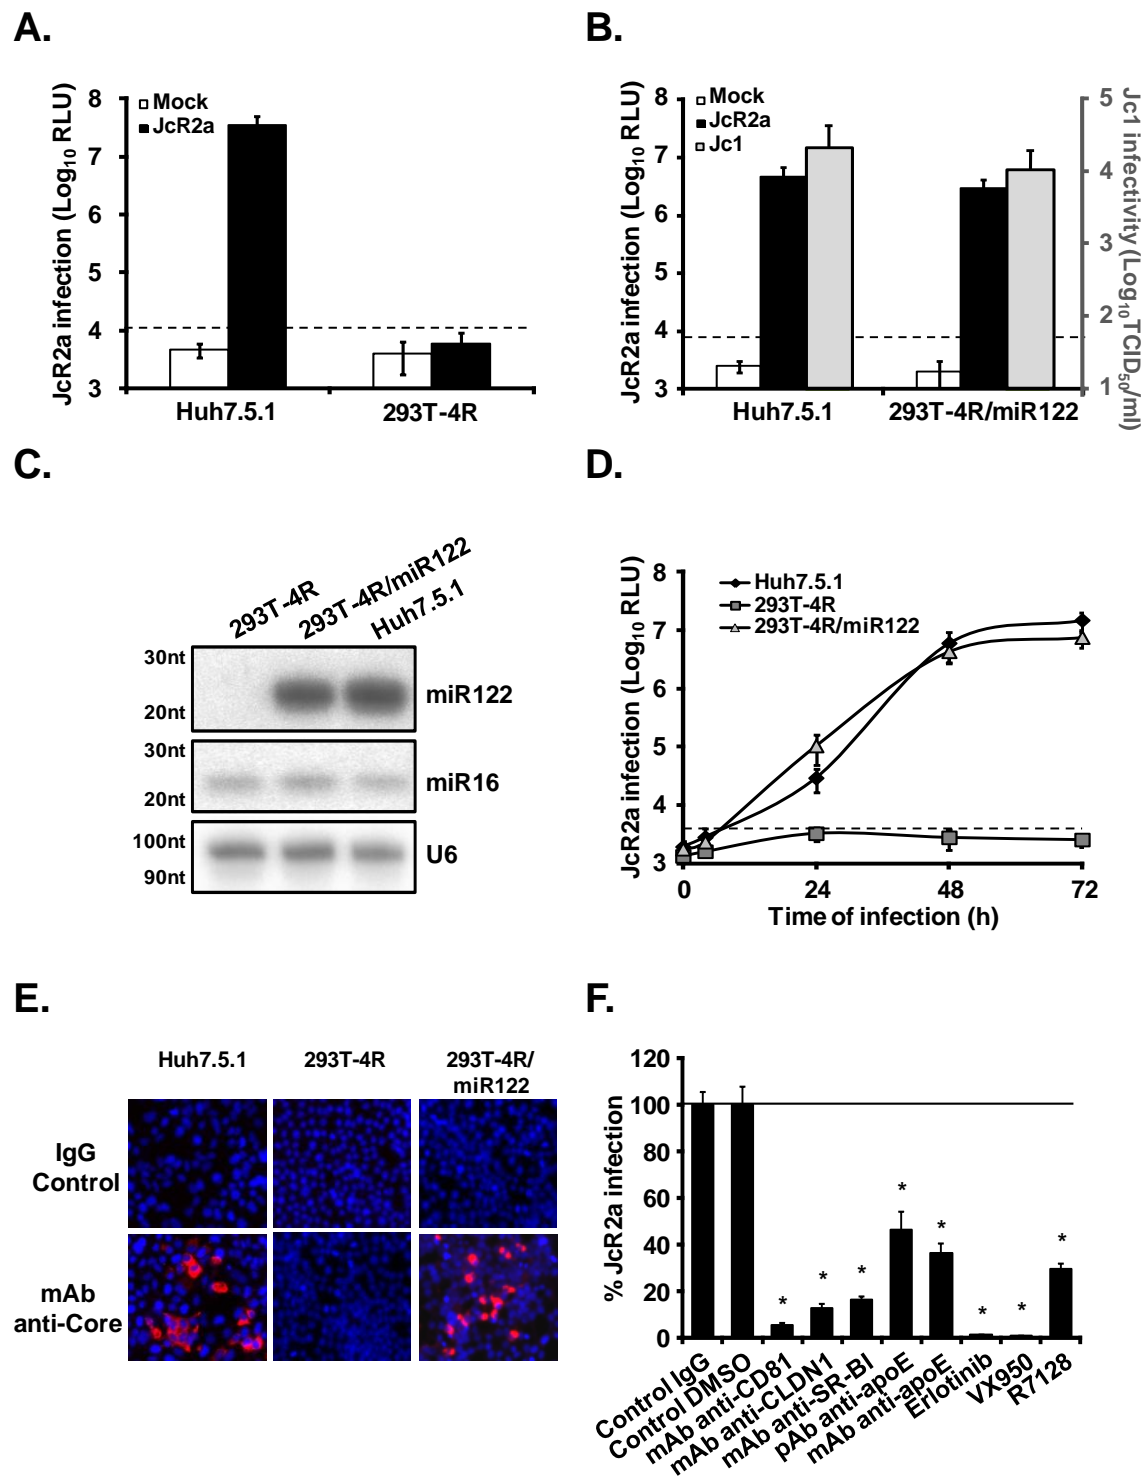 A.
JcR2a infection (Log10 RLU)
8
7
6
5
4
3
Mock
JcR2a
Huh7.5.1
293T-4R
B.
JcR2a infection (Log10 RLU)
8
7
6
5
4
3
Mock
JcR2a
Jc1
5
4
3
2
1
Jc1 infectivity (Log10 TCID50/ml)
Huh7.5.1
293T-4R/miR122
C.
293T-4R
293T-4R/miR122
Huh7.5.1
30nt
20nt
miR122
30nt
20nt
miR16
100nt
90nt
U6
D.
JcR2a infection (Log10 RLU)
8
7
6
5
4
3
Huh7.5.1
293T-4R
293T-4R/miR122
0 24 48 72
Time of infection (h)
E.
Huh7.5.1
293T-4R
293T-4R/
miR122
IgG
Control
mAb
anti-Core
F.
% JcR2a infection
120
100
80
60
40
20
0
* * * * * * * *
Control IgG
Control DMSO
mAb anti-CD81
mAb anti-CLDN1
mAb anti-SR-BI
pAb anti-apoE
mAb anti-apoE
Erlotinib
VX950
R7128